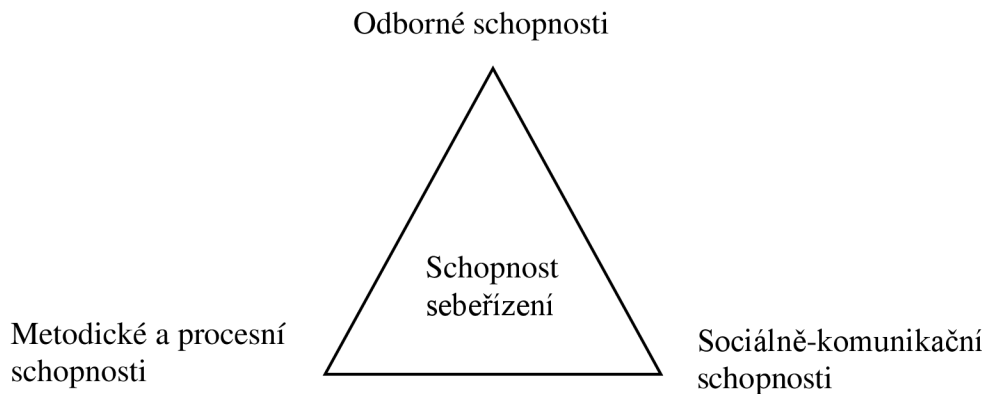 Odborné schopnosti
Schopnost
sebeřízení
Metodické a procesní
schopnosti
Sociálně-komunikační
schopnosti